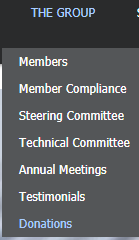 THE GROUP
Members
Member Compliance
Steering Committee
Technical Committee
Annual Meetings
Testimonials
Donations